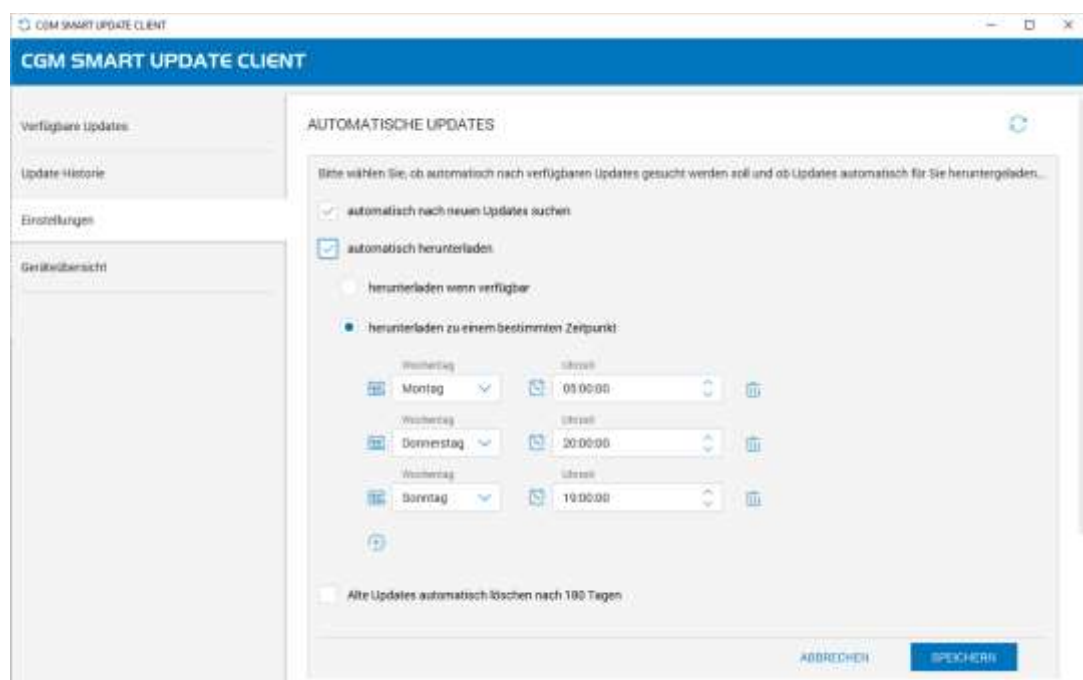 CGM SMART UPDATE CLIENT
CGM SMART UPDATE CLIENT
Verfügbare Updates
Update Historie
Einstellungen
Geräteübersicht
AUTOMATISCHE UPDATES
Bitte wählen Sie, ob automatisch nach verfügbaren Updates gesucht werden soll und ob Updates automatisch für Sie heruntergeladen...
automatisch nach neuen Updates suchen
automatisch herunterladen
herunterladen wenn verfügbar
herunterladen zu einem bestimmten Zeitpunkt
Wochentag Uhrzeit
Montag 05:00:00
Wochentag Uhrzeit
Donnerstag 20:00:00
Wochentag Uhrzeit
Sonntag 19:00:00
Alte Updates automatisch löschen nach 180 Tagen
ABBRECHEN SPEICHERN